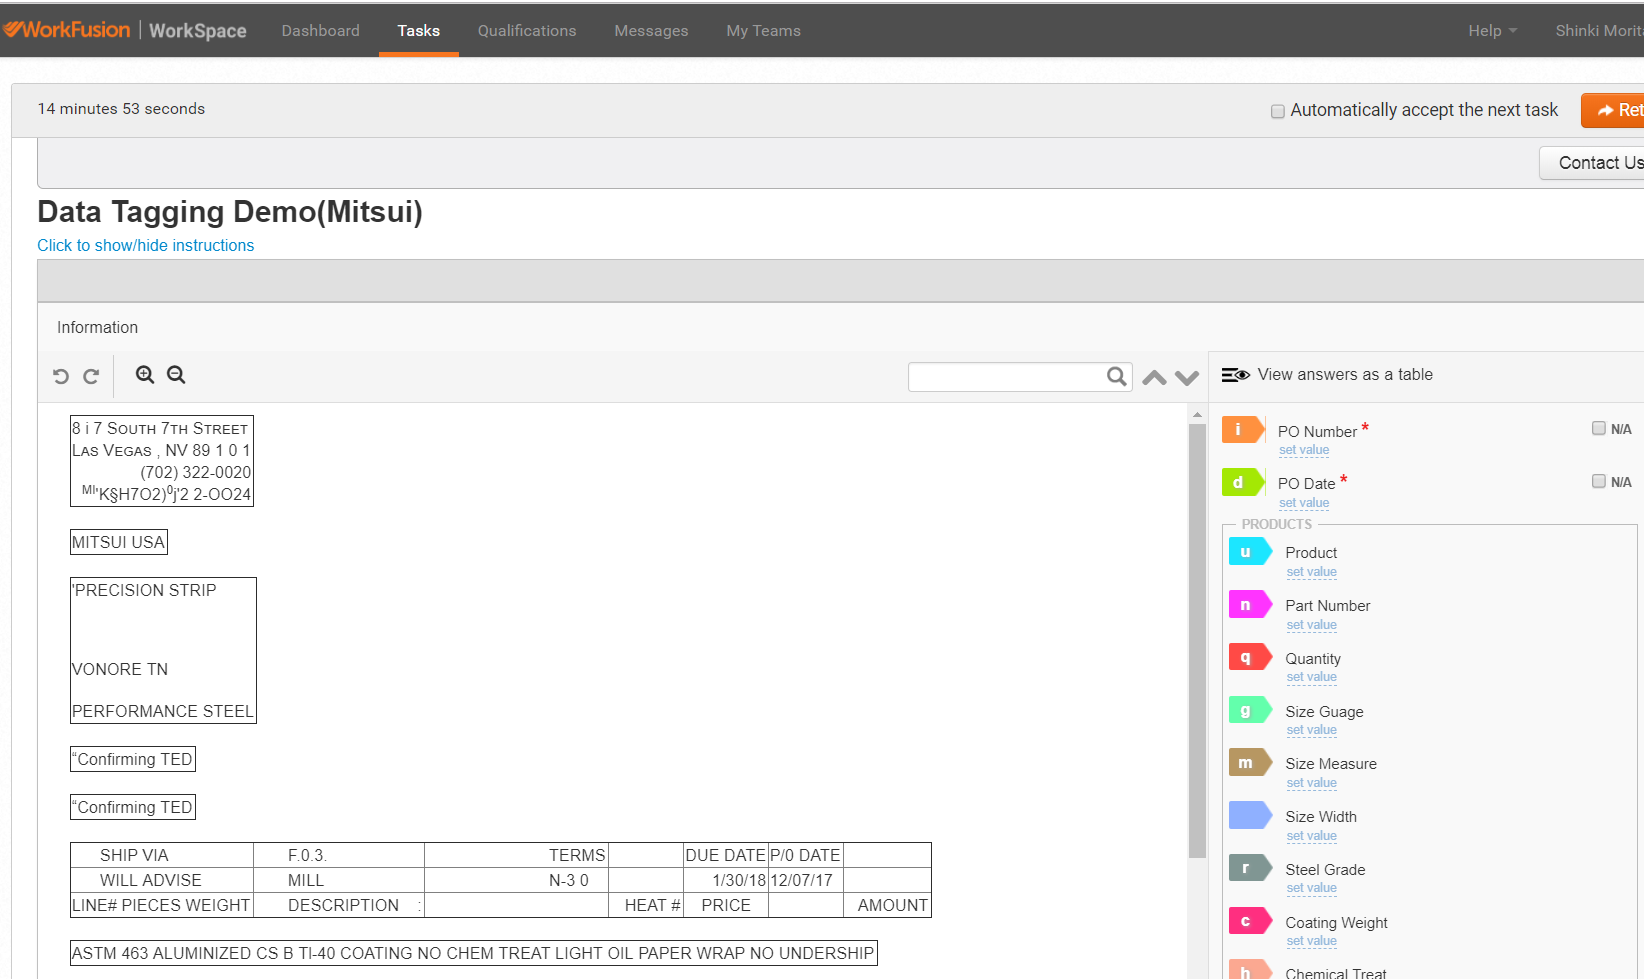 WorkFusion | WorkSpace Dashboard Tasks Qualifications Messages My Teams Help Shinki Morit
14 minutes 53 seconds Automatically accept the next task Ret
Contact Us
Data Tagging Demo(Mitsui)
Click to show/hide instructions
Information
View answers as a table
8 i 7 South 7th Street
Las Vegas , NV 89 1 0 1
(702) 322-0020
MI'K§H7O2)0j'2 2-OO24
MITSUI USA
'PRECISION STRIP
VONORE TN
PERFORMANCE STEEL
“Confirming TED
“Confirming TED
SHIP VIA F.0.3. TERMS DUE DATE P/0 DATE
WILL ADVISE MILL N-3 0 1/30/18 12/07/17
LINE# PIECES WEIGHT DESCRIPTION : HEAT # PRICE AMOUNT
ASTM 463 ALUMINIZED CS B TI-40 COATING NO CHEM TREAT LIGHT OIL PAPER WRAP NO UNDERSHIP
i PO Number * N/A
set value
d PO Date * N/A
set value
PRODUCTS
u Product
set value
n Part Number
set value
q Quantity
set value
g Size Guage
set value
m Size Measure
set value
Size Width
set value
r Steel Grade
set value
c Coating Weight
set value
h Chemical Treat